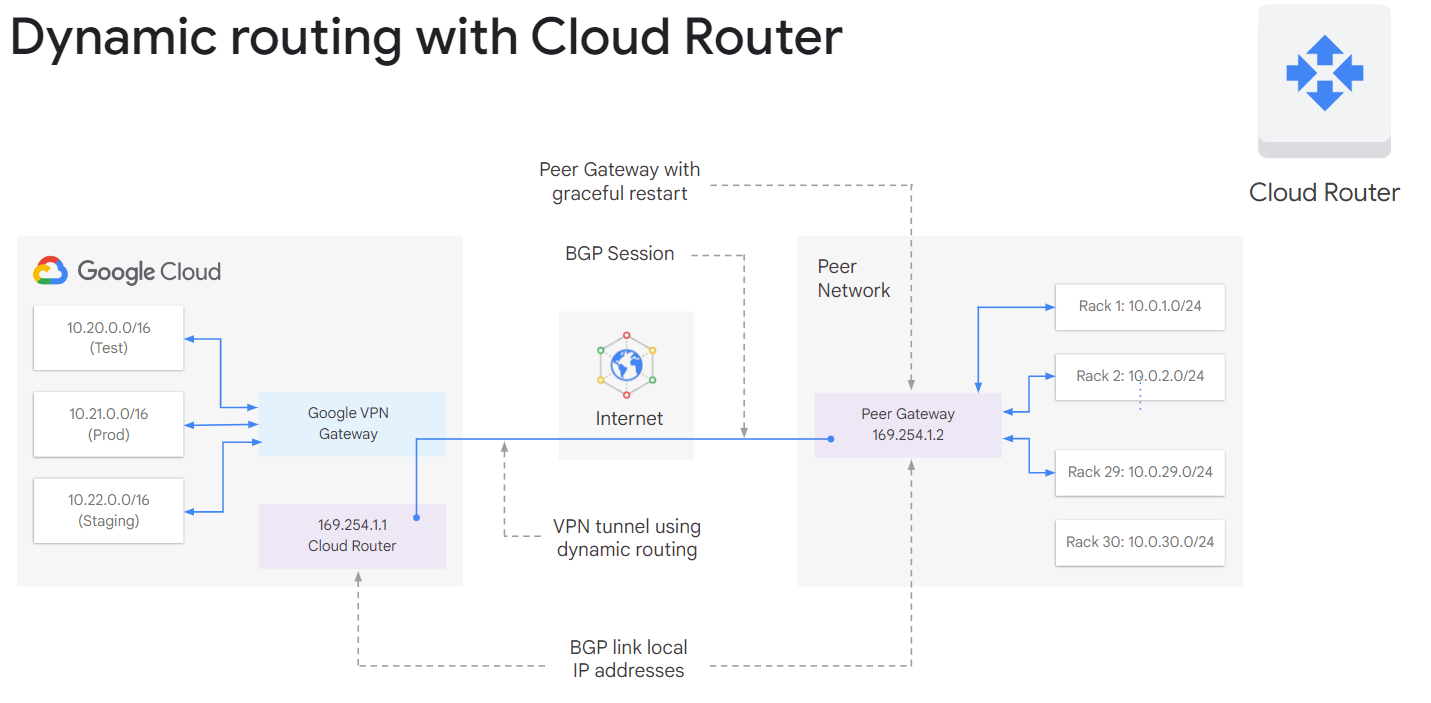 Dynamic routing with Cloud Router
Cloud Router
Peer Gateway with
graceful restart
BGP Session
Google Cloud
10.20.0.0/16
(Test)
10.21.0.0/16
(Prod)
10.22.0.0/16
(Staging)
Google VPN
Gateway
169.254.1.1
Cloud Router
Internet
VPN tunnel using
dynamic routing
BGP link local
IP addresses
Peer
Network
Peer Gateway
169.254.1.2
Rack 1: 10.0.1.0/24
Rack 2: 10.0.2.0/24
Rack 29: 10.0.29.0/24
Rack 30: 10.0.30.0/24